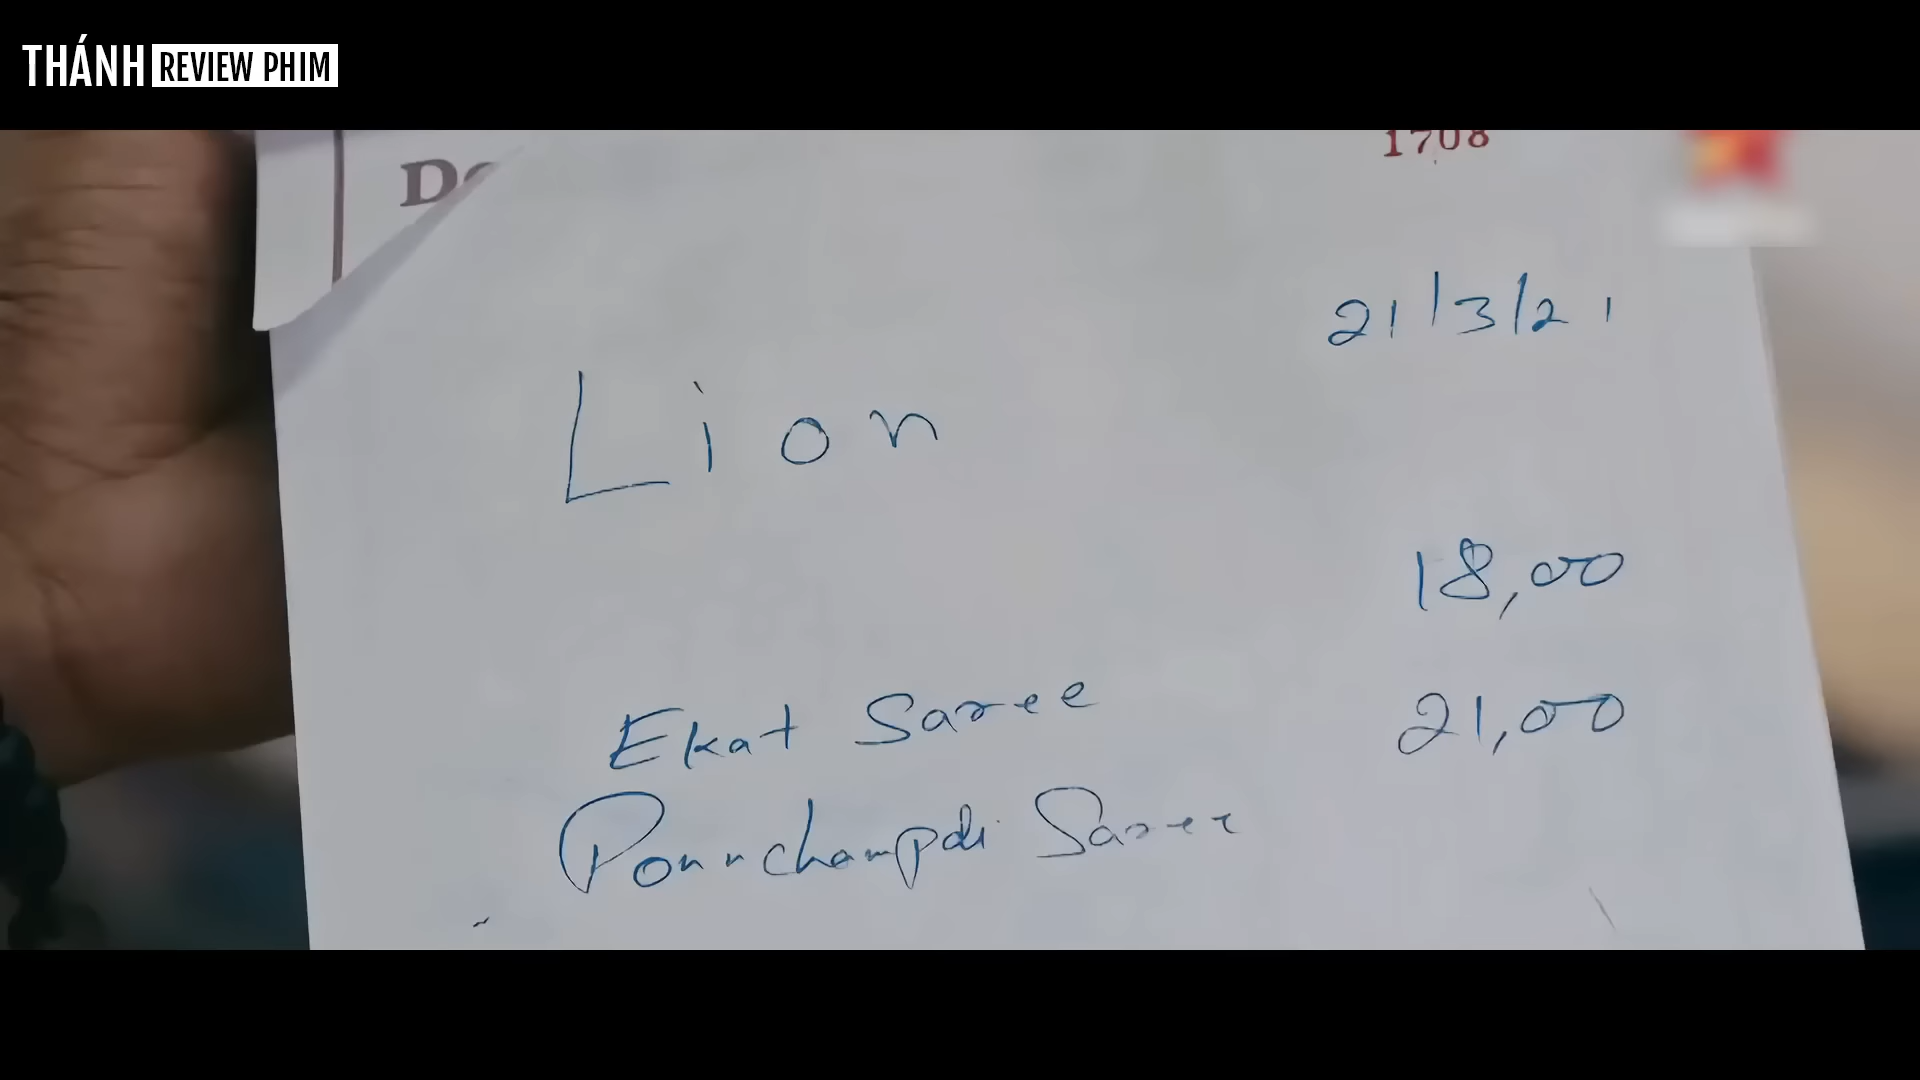 THÁNH REVIEW PHIM
1708
21/3/21
Lion
18,00
Ekat Saree 21,00
Ponnchampdi Saree